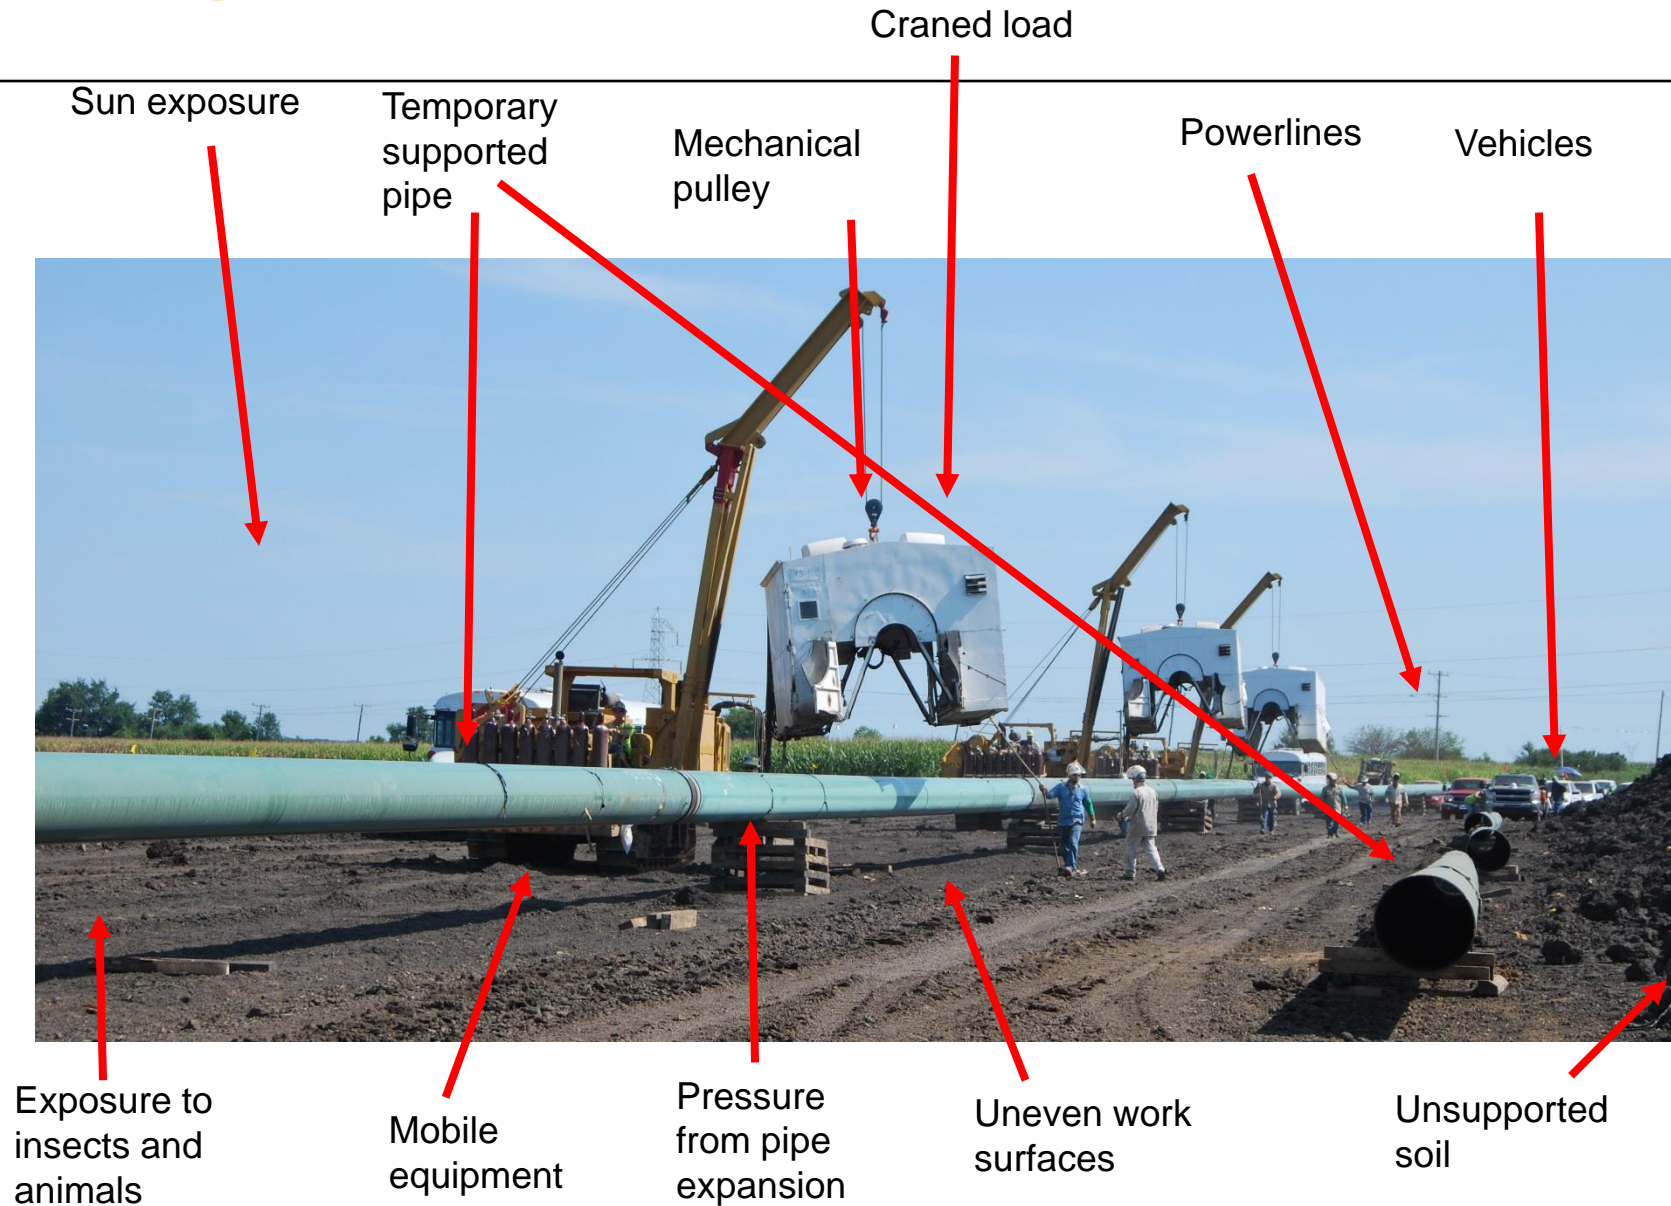 Craned load
Sun exposure
Temporary
supported
pipe
Mechanical
pulley
Powerlines
Vehicles
Exposure to
insects and
animals
Mobile
equipment
Pressure
from pipe
expansion
Uneven work
surfaces
Unsupported
soil